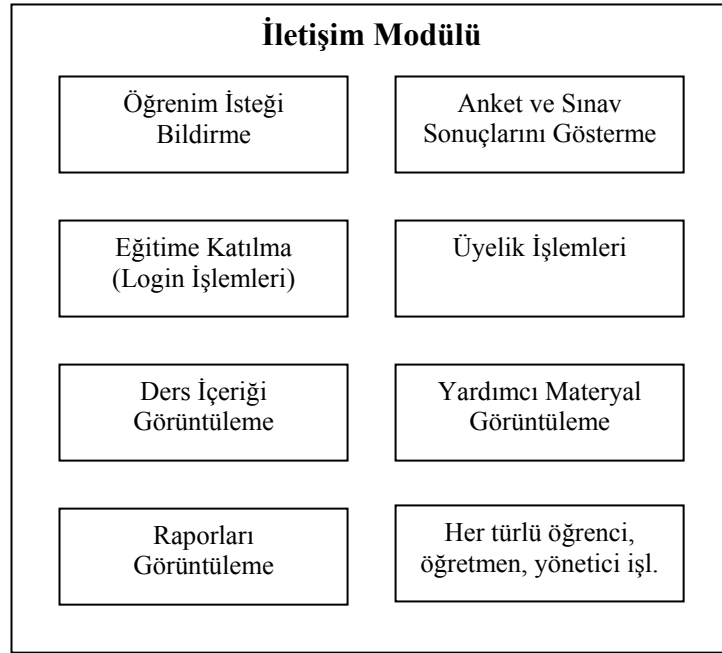 İletişim Modülü
Öğrenim İsteği
Bildirme
Anket ve Sınav
Sonuçlarını Gösterme
Eğitime Katılma
(Login İşlemleri)
Üyelik İşlemleri
Ders İçeriği
Görüntüleme
Yardımcı Materyal
Görüntüleme
Raporları
Görüntüleme
Her türlü öğrenci,
öğretmen, yönetici işl.